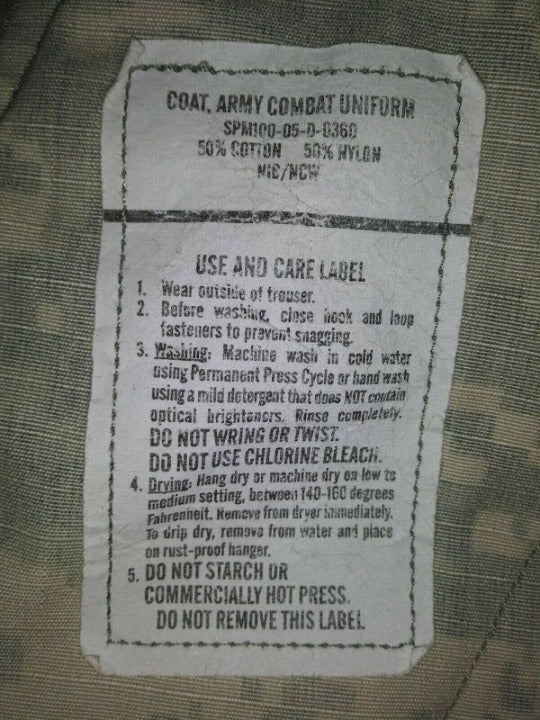 COAT, ARMY COMBAT UNIFORM
SPM100-05-D-0360
50% COTTON 50% NYLON
NIC/NCW
USE AND CARE LABEL
1. Wear outside of trouser.
2. Before washing, close hook and loop
fasteners to prevent snagging.
3. Washing: Machine wash in cold water
using Permanent Press Cycle or hand wash
using a mild detergent that does NOT contain
optical brighteners. Rinse completely.
DO NOT WRING OR TWIST.
DO NOT USE CHLORINE BLEACH.
4. Drying: Hang dry or machine dry on low to
medium setting, between 140-160 degrees
Fahrenheit. Remove from dryer immediately.
To drip dry, remove from water and place
on rust-proof hanger.
5. DO NOT STARCH OR
COMMERCIALLY HOT PRESS.
DO NOT REMOVE THIS LABEL